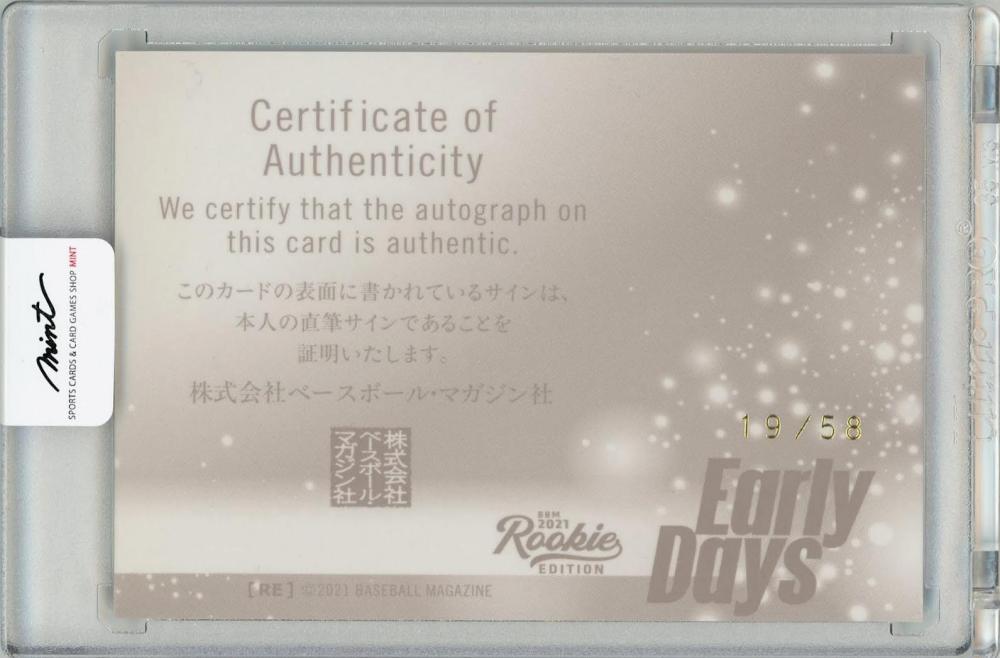 Certificate of
Authenticity
We certify that the autograph on
this card is authentic.
このカードの表面に書かれているサインは、
本人の直筆サインであることを
証明いたします。
株式会社ベースボール・マガジン社
株式会社
ベースボール・
マガジン社
19/58
Early
Days
BBM
2021
Rookie
EDITION
[RE] ©2021 BASEBALL MAGAZINE
mint
SPORTS CARDS & CARD GAMES SHOP MINT